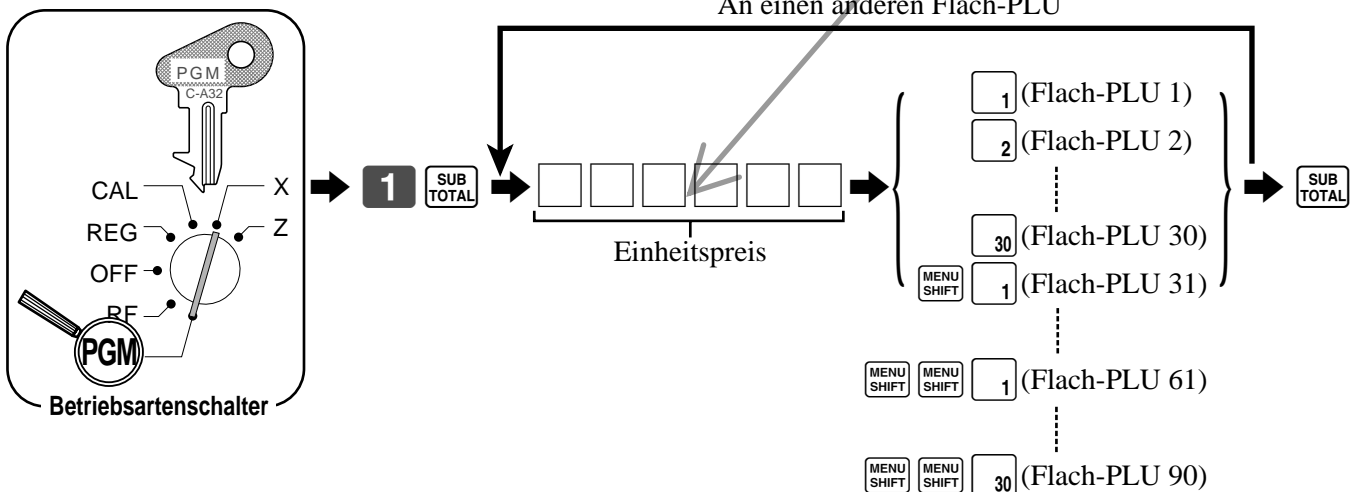 An einen anderen Flach-PLU
PGM
C-A32
CAL
X
REG
Z
OFF
RF
PGM
Betriebsartenschalter
1
SUB
TOTAL
Einheitspreis
1 (Flach-PLU 1)
2 (Flach-PLU 2)
30 (Flach-PLU 30)
MENU
SHIFT
1 (Flach-PLU 31)
MENU MENU
SHIFT SHIFT
1 (Flach-PLU 61)
MENU MENU
SHIFT SHIFT
30 (Flach-PLU 90)
SUB
TOTAL